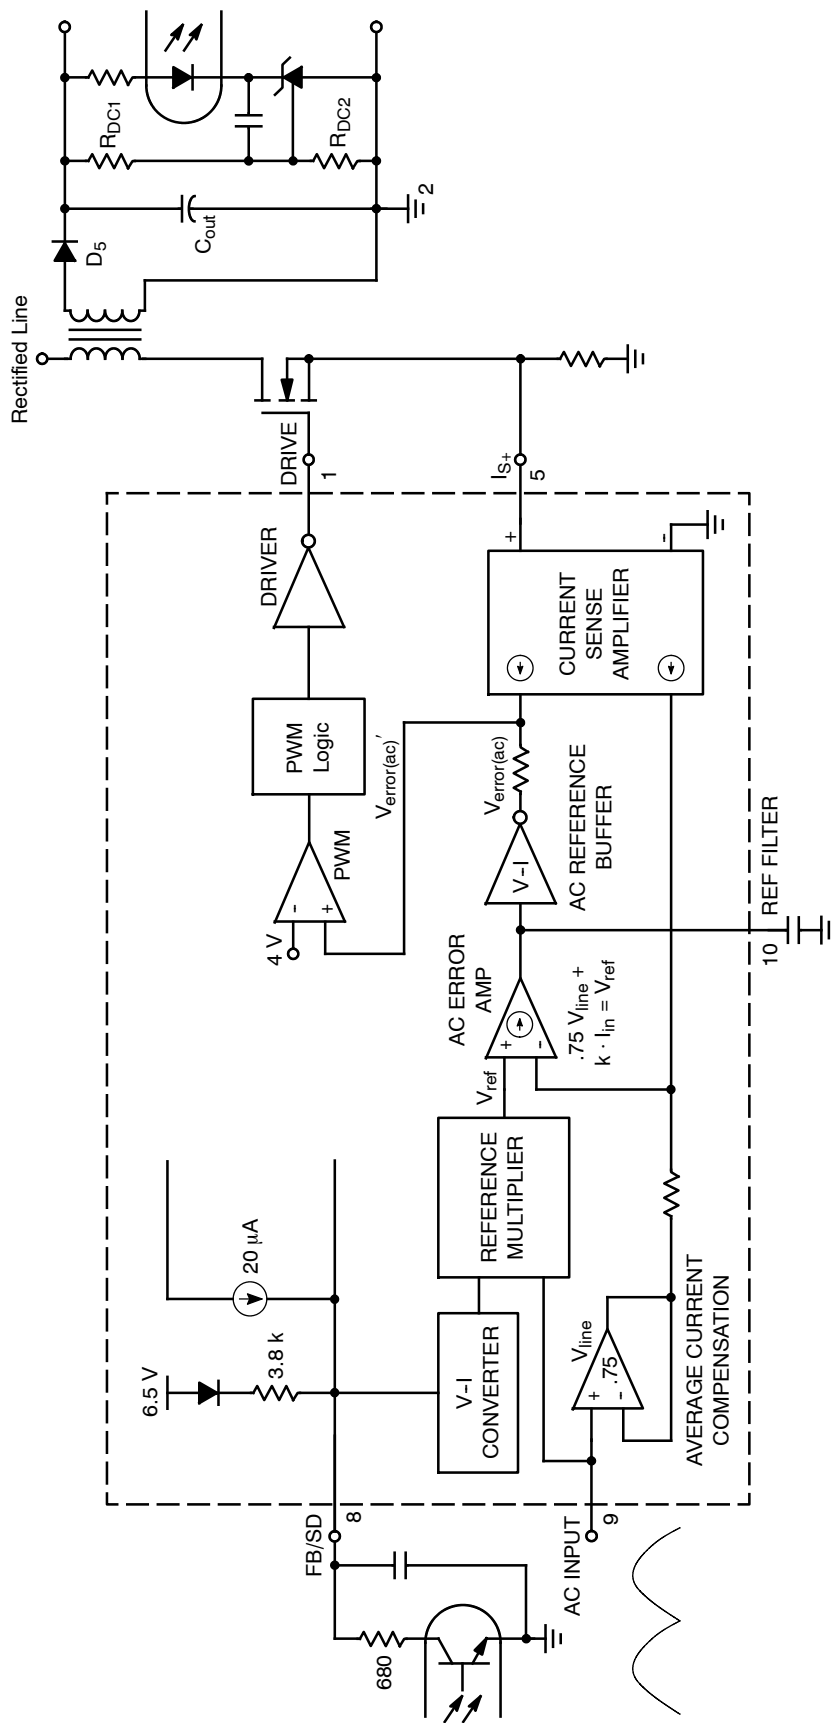 680
FB/SD
8
AC INPUT
9
6.5 V
3.8 k
20 μA
V-I
CONVERTER
REFERENCE
MULTIPLIER
Vline
.75
+
-
AVERAGE CURRENT
COMPENSATION
Vref
AC ERROR
AMP
+
-
.75 Vline +
k · Iin = Vref
4 V
-
+
PWM
PWM
Logic
DRIVER
DRIVE
1
Verror(ac)′
Verror(ac)
V-I
AC REFERENCE
BUFFER
REF FILTER
10
CURRENT
SENSE
AMPLIFIER
+
-
IS+
5
Rectified Line
D5
Cout
2
RDC1
RDC2